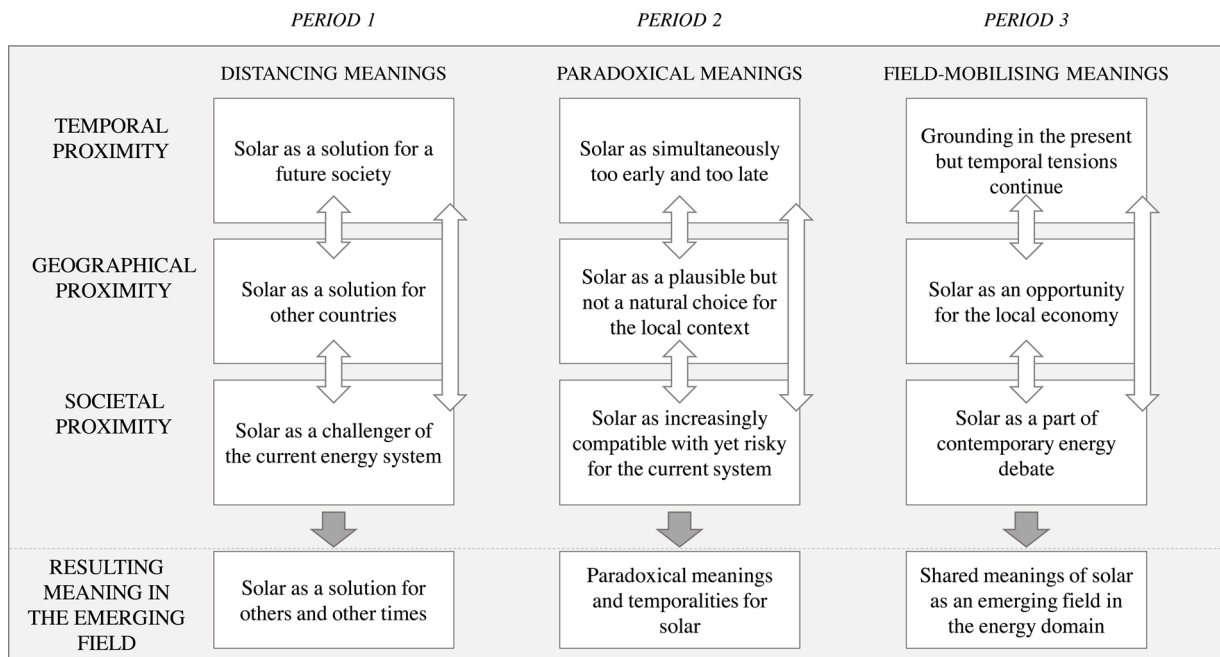 PERIOD 1
PERIOD 2
PERIOD 3
DISTANCING MEANINGS
PARADOXICAL MEANINGS
FIELD-MOBILISING MEANINGS
TEMPORAL
PROXIMITY
Solar as a solution for a
future society
Solar as simultaneously
too early and too late
Grounding in the present
but temporal tensions
continue
GEOGRAPHICAL
PROXIMITY
Solar as a solution for
other countries
Solar as a plausible but
not a natural choice for
the local context
Solar as an opportunity
for the local economy
SOCIETAL
PROXIMITY
Solar as a challenger of
the current energy system
Solar as increasingly
compatible with yet risky
for the current system
Solar as a part of
contemporary energy
debate
RESULTING
MEANING IN
THE EMERGING
FIELD
Solar as a solution for
others and other times
Paradoxical meanings
and temporalities for
solar
Shared meanings of solar
as an emerging field in
the energy domain